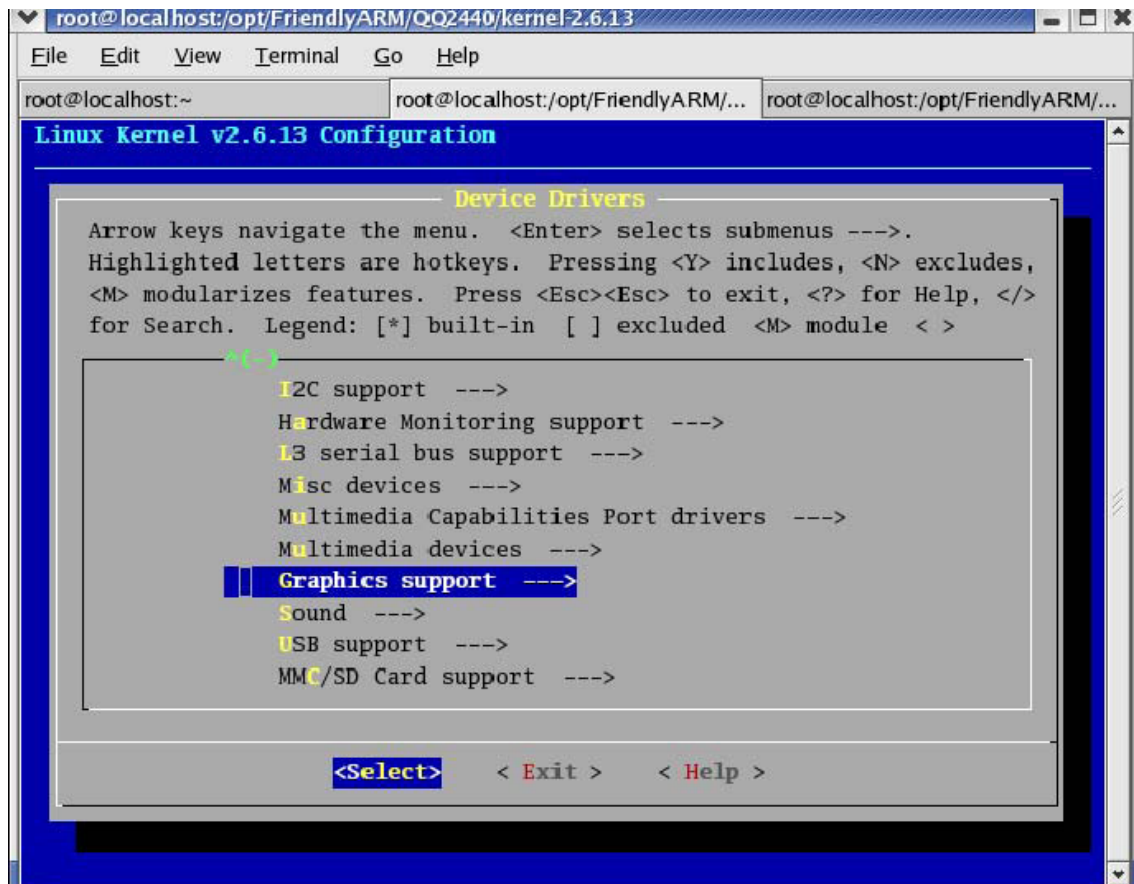 root@localhost:/opt/FriendlyARM/QQ2440/kernel-2.6.13
File Edit View Terminal Go Help
root@localhost:~ root@localhost:/opt/FriendlyARM/... root@localhost:/opt/FriendlyARM/...
Linux Kernel v2.6.13 Configuration
Device Drivers
Arrow keys navigate the menu. <Enter> selects submenus --->.
Highlighted letters are hotkeys. Pressing <Y> includes, <N> excludes,
<M> modularizes features. Press <Esc><Esc> to exit, <?> for Help, </>
for Search. Legend: [*] built-in [ ] excluded <M> module < >
^(-)
I2C support --->
Hardware Monitoring support --->
L3 serial bus support --->
Misc devices --->
Multimedia Capabilities Port drivers --->
Multimedia devices --->
Graphics support --->
Sound --->
USB support --->
MMC/SD Card support --->
<Select> < Exit > < Help >